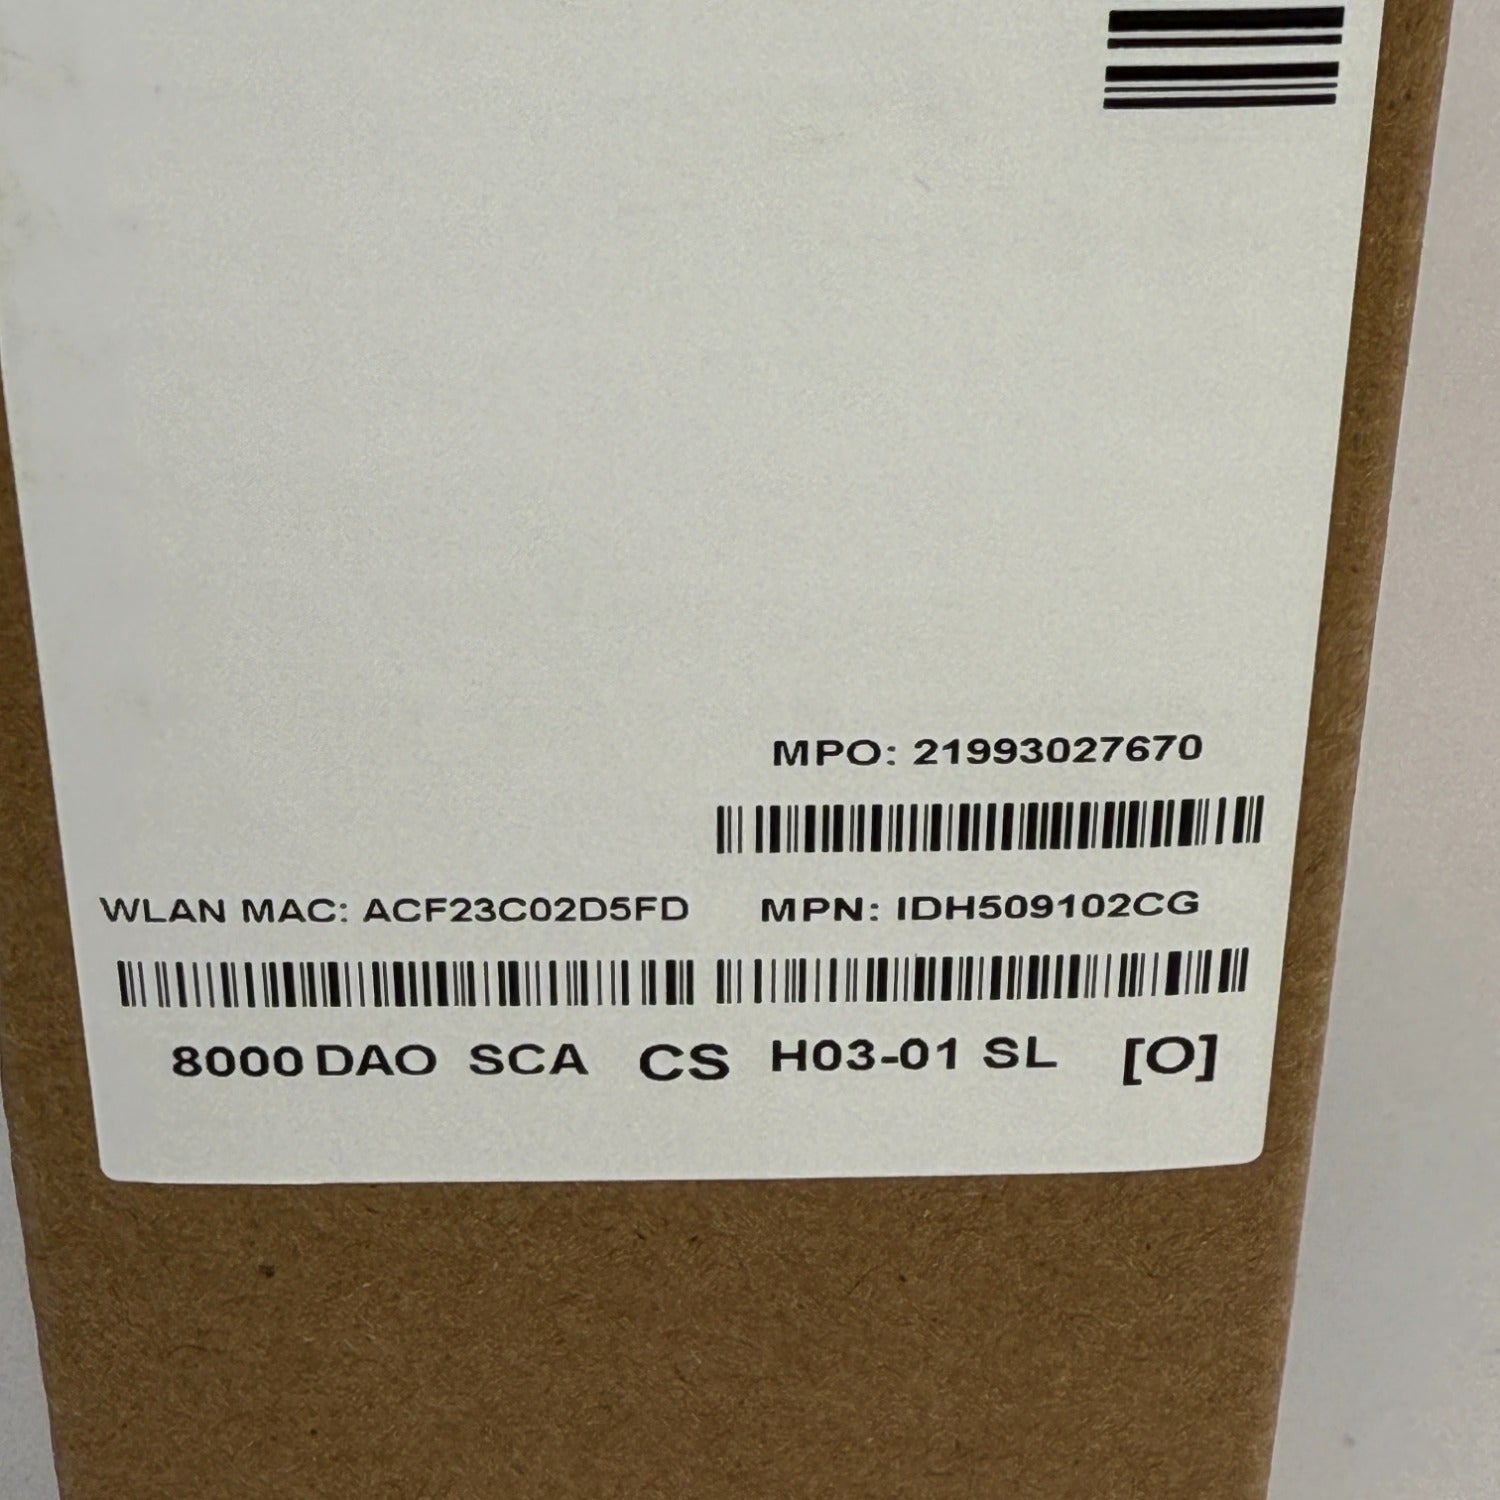 MPO: 21993027670
WLAN MAC: ACF23C02D5FD MPN: IDH509102CG
8000 DAO SCA CS H03-01 SL [O]